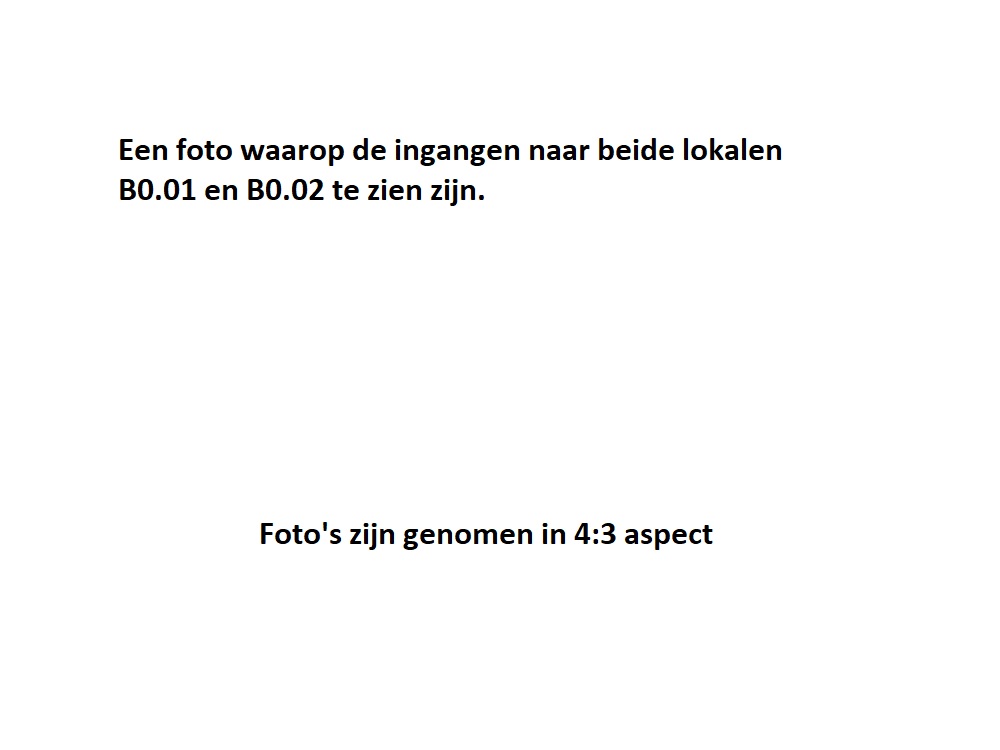 Een foto waarop de ingangen naar beide lokalen
B0.01 en B0.02 te zien zijn.
Foto's zijn genomen in 4:3 aspect